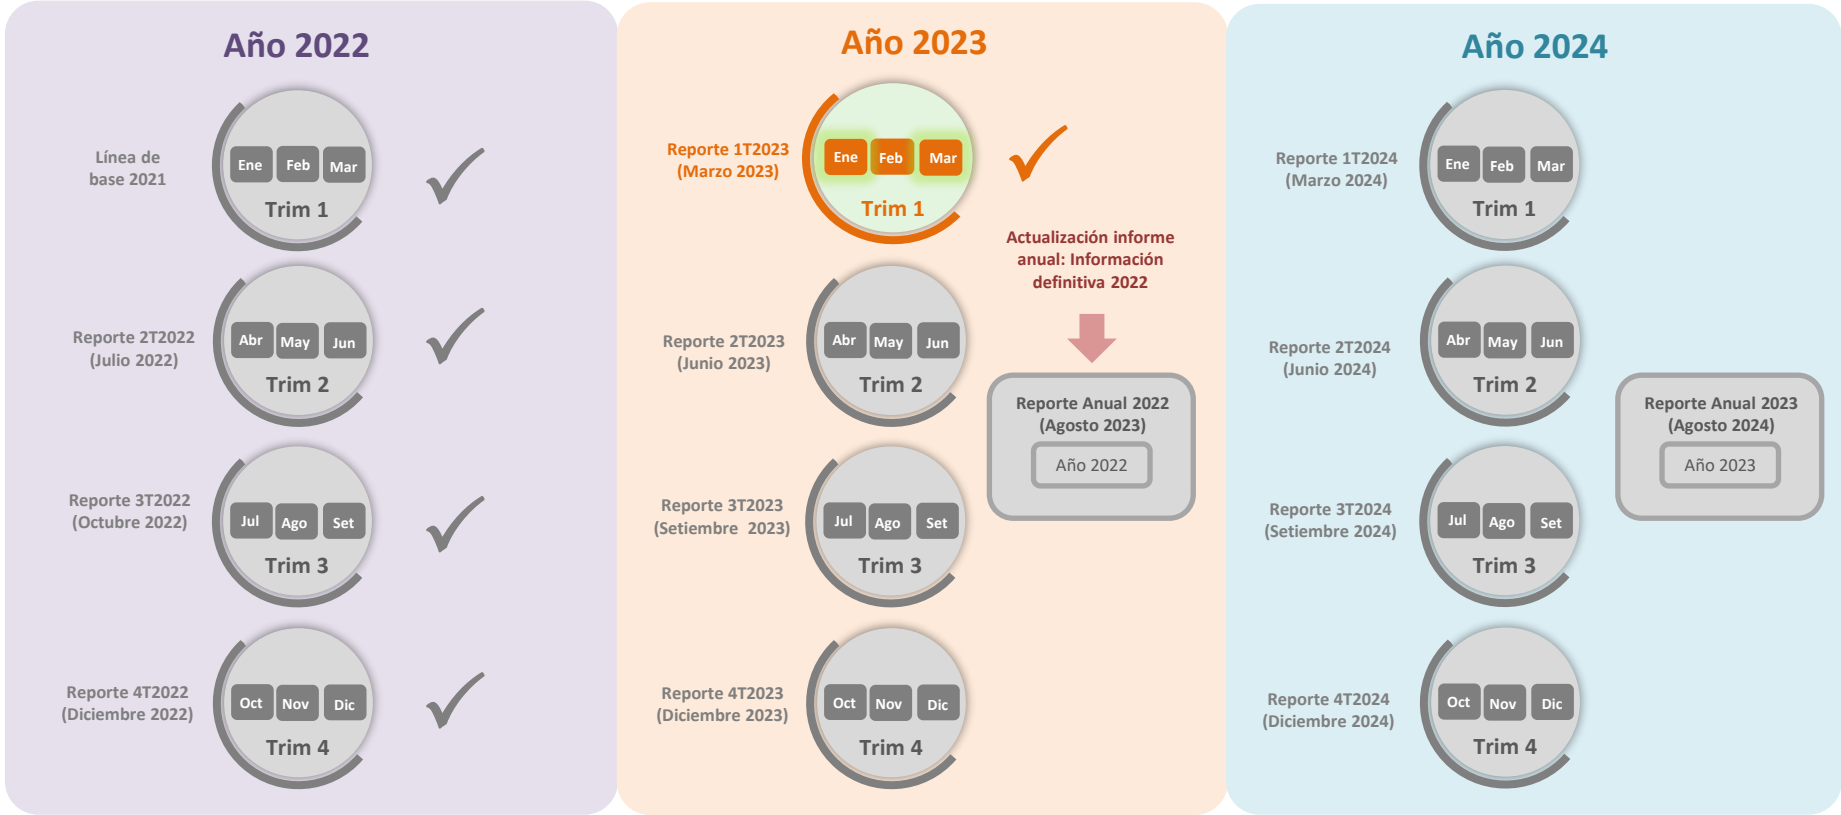 Año 2022
Línea de
base 2021
Ene Feb Mar
Trim 1
Reporte 2T2022
(Julio 2022)
Abr May Jun
Trim 2
Reporte 3T2022
(Octubre 2022)
Jul Ago Set
Trim 3
Reporte 4T2022
(Diciembre 2022)
Oct Nov Dic
Trim 4
Año 2023
Reporte 1T2023
(Marzo 2023)
Ene Feb Mar
Trim 1
Actualización informe
anual: Información
definitiva 2022
Reporte 2T2023
(Junio 2023)
Abr May Jun
Trim 2
Reporte Anual 2022
(Agosto 2023)
Año 2022
Reporte 3T2023
(Setiembre 2023)
Jul Ago Set
Trim 3
Reporte 4T2023
(Diciembre 2023)
Oct Nov Dic
Trim 4
Año 2024
Reporte 1T2024
(Marzo 2024)
Ene Feb Mar
Trim 1
Reporte 2T2024
(Junio 2024)
Abr May Jun
Trim 2
Reporte Anual 2023
(Agosto 2024)
Año 2023
Reporte 3T2024
(Setiembre 2024)
Jul Ago Set
Trim 3
Reporte 4T2024
(Diciembre 2024)
Oct Nov Dic
Trim 4